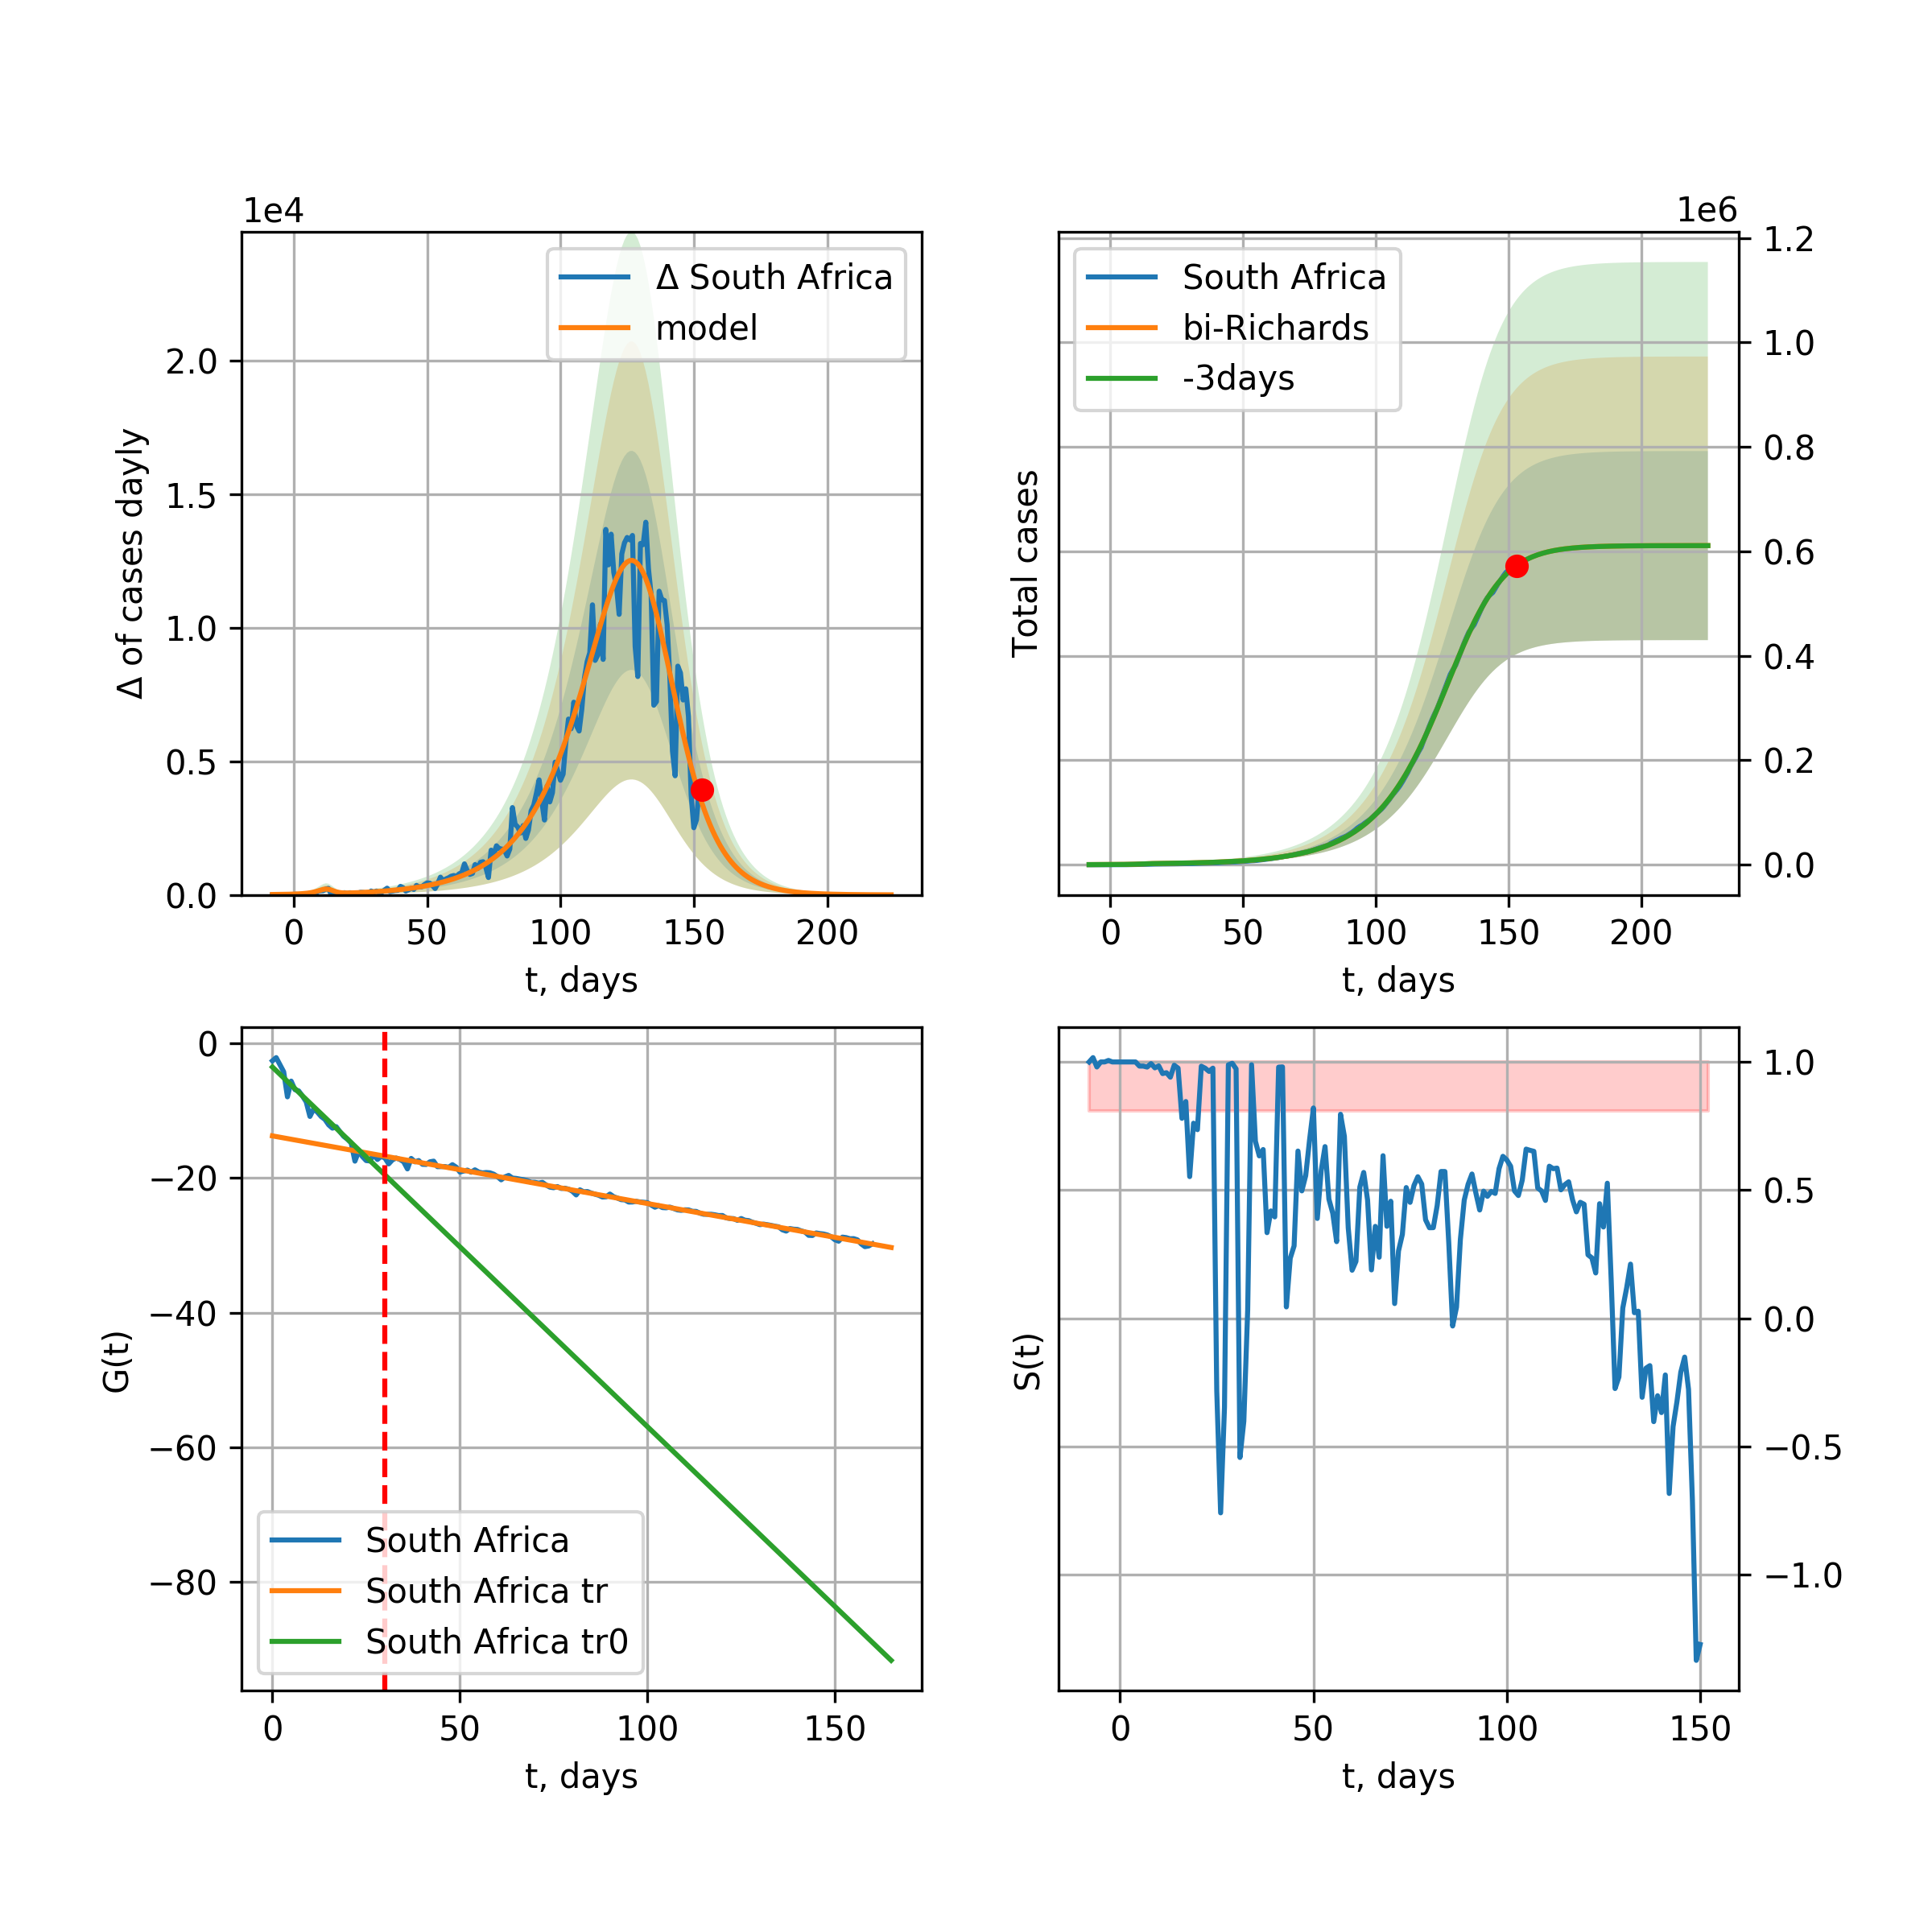 1e4
Δ of cases dayly
2.0
1.5
1.0
0.5
0.0
Δ South Africa
model
0 50 100 150 200
t, days
1e6
Total cases
South Africa
bi-Richards
-3days
1.2
1.0
0.8
0.6
0.4
0.2
0.0
0 50 100 150 200
t, days
G(t)
0
−20
−40
−60
−80
South Africa
South Africa tr
South Africa tr0
0 50 100 150
t, days
S(t)
1.0
0.5
0.0
−0.5
−1.0
0 50 100 150
t, days